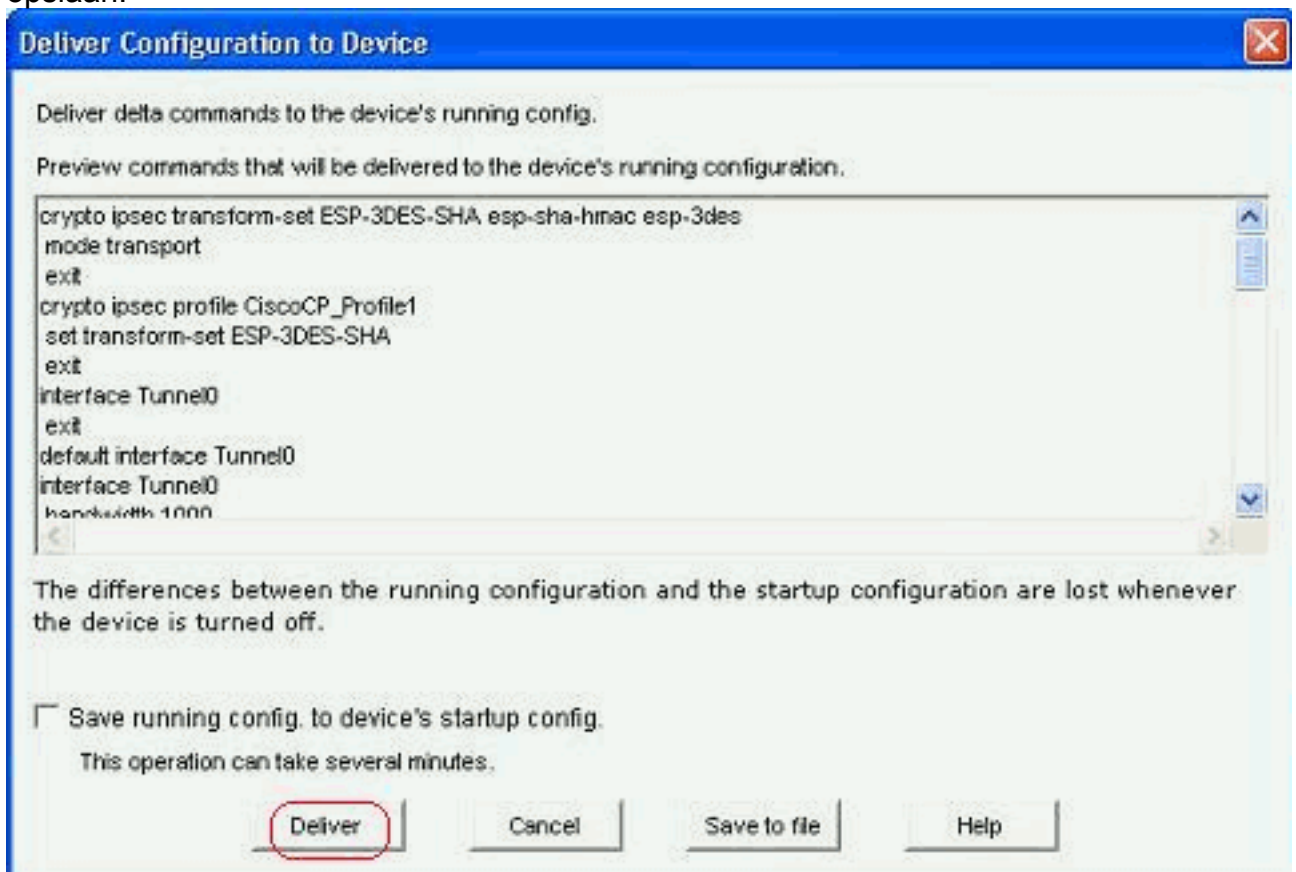 opslaan.
Deliver Configuration to Device
Deliver delta commands to the device's running config.
Preview commands that will be delivered to the device's running configuration.
crypto ipsec transform-set ESP-3DES-SHA esp-sha-hmac esp-3des
mode transport
exit
crypto ipsec profile CiscoCP_Profile1
set transform-set ESP-3DES-SHA
exit
interface Tunnel0
exit
default interface Tunnel0
interface Tunnel0
bandwidth 1000
The differences between the running configuration and the startup configuration are lost whenever
the device is turned off.
Save running config. to device's startup config.
This operation can take several minutes.
Deliver Cancel Save to file Help